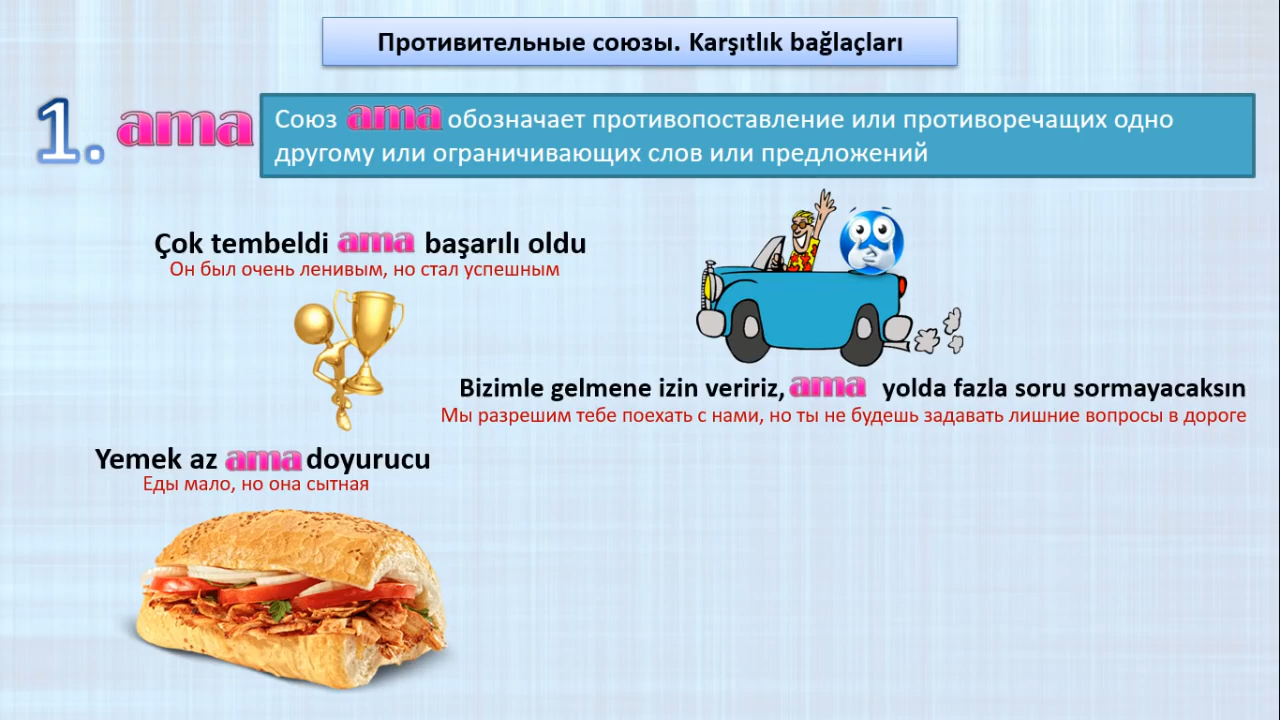 Противительные союзы. Karşıtlık bağlaçları
1. ama
Союз ama обозначает противопоставление или противоречащих одно
другому или ограничивающих слов или предложений
Çok tembeldi ama başarılı oldu
Он был очень ленивым, но стал успешным
Bizimle gelmene izin veririz, ama yolda fazla soru sormayacaksın
Мы разрешим тебе поехать с нами, но ты не будешь задавать лишние вопросы в дороге
Yemek az ama doyurucu
Еды мало, но она сытная